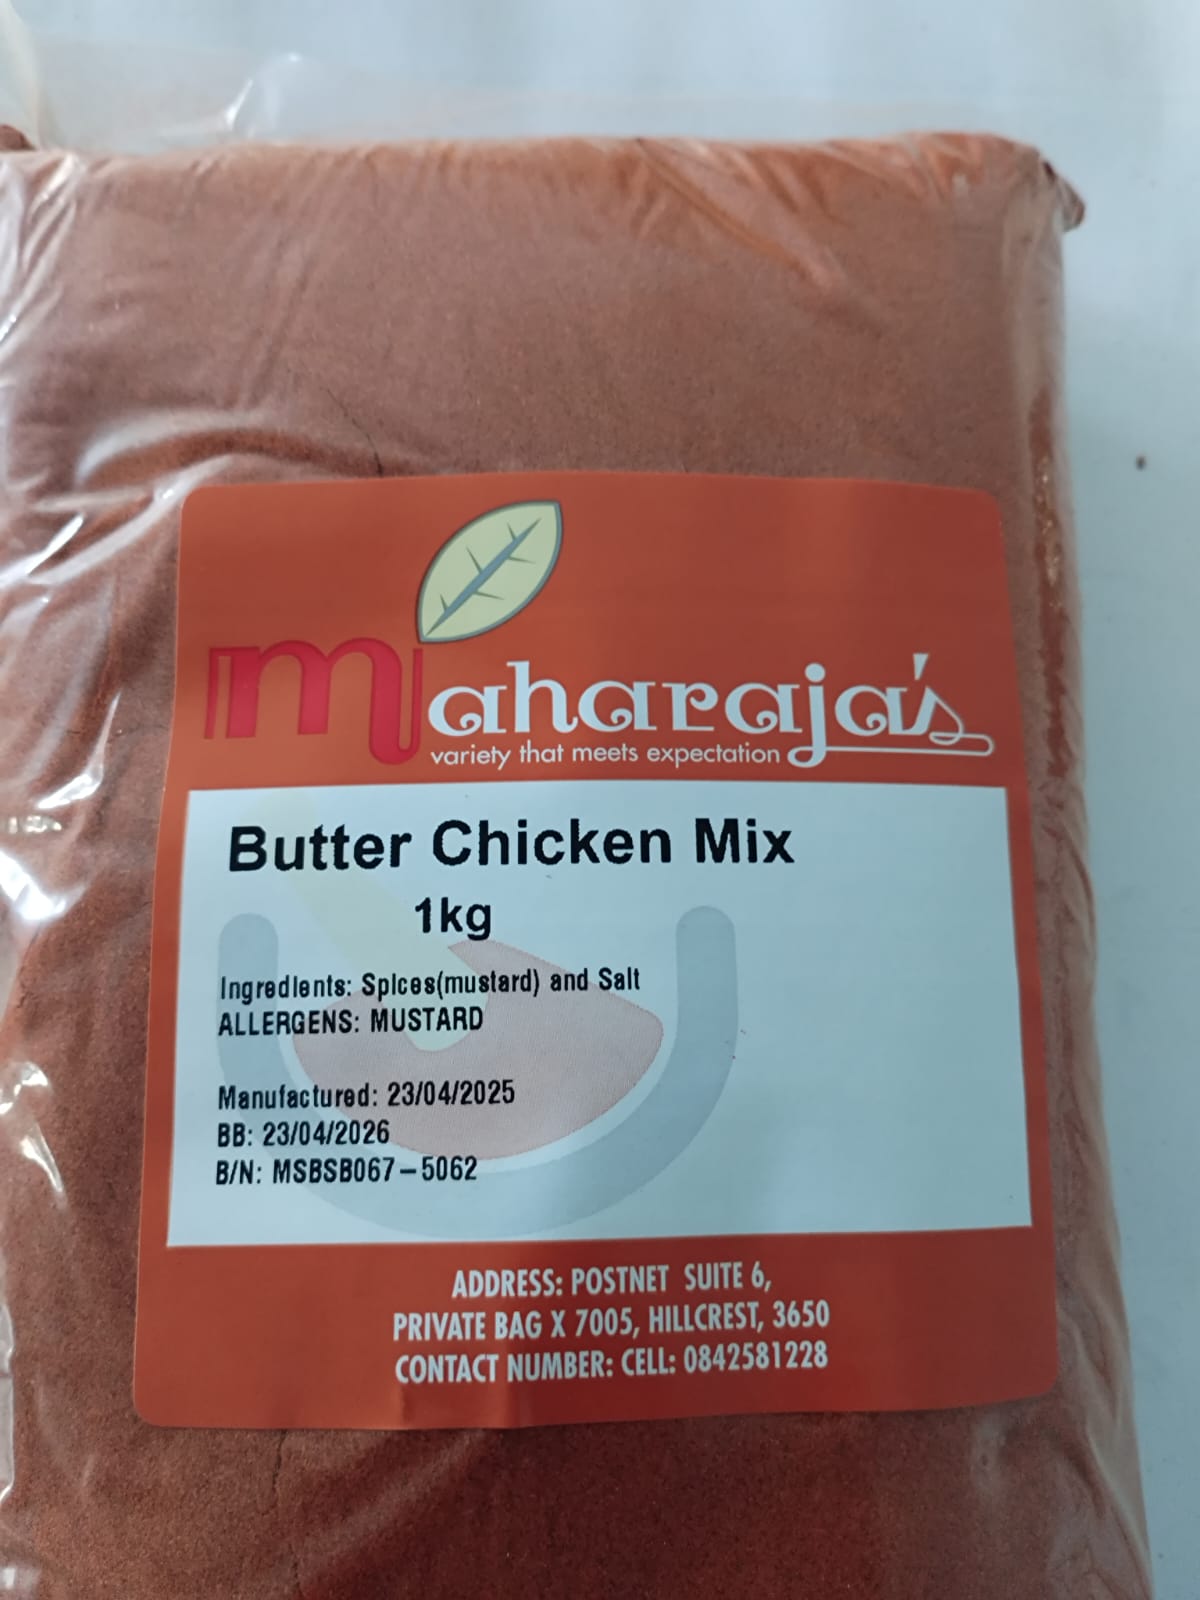 maharaja's
variety that meets expectation
Butter Chicken Mix
1kg
Ingredients: Spices(mustard) and Salt
ALLERGENS: MUSTARD
Manufactured: 23/04/2025
BB: 23/04/2026
B/N: MSBSB067-5062
ADDRESS: POSTNET SUITE 6,
PRIVATE BAG X 7005, HILLCREST, 3650
CONTACT NUMBER: CELL: 0842581228